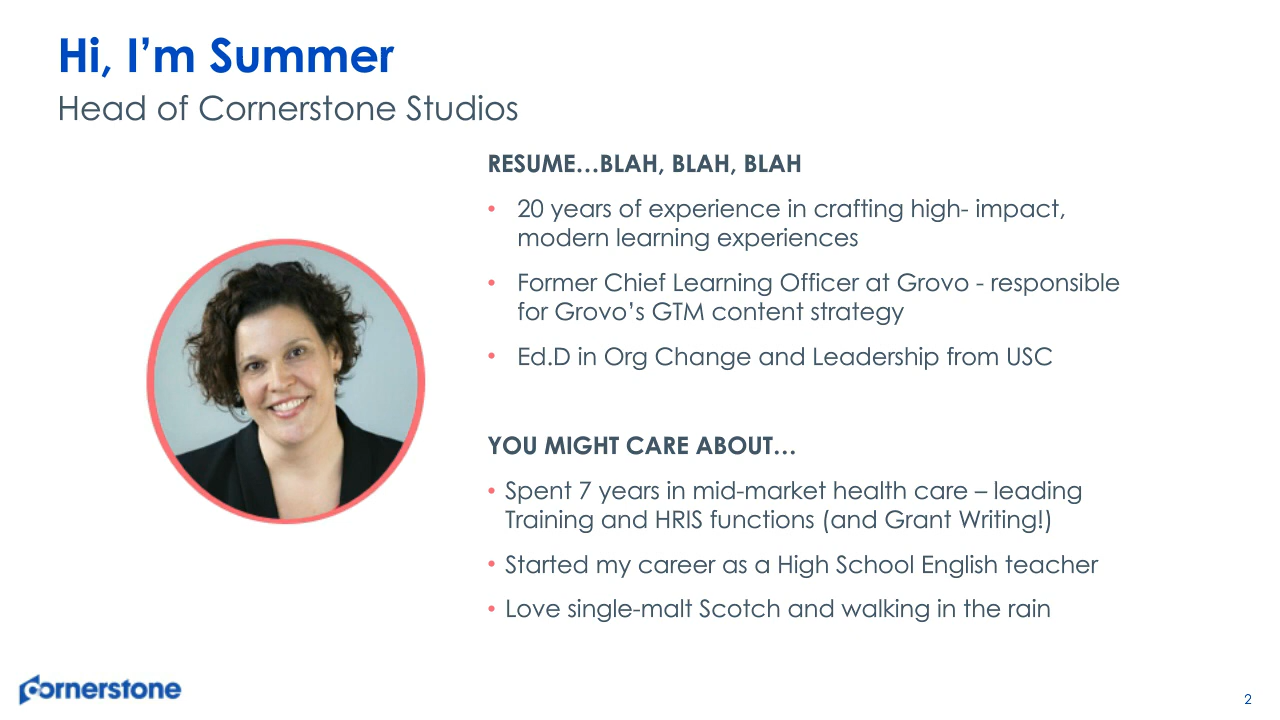 Hi, I’m Summer
Head of Cornerstone Studios
RESUME…BLAH, BLAH, BLAH
• 20 years of experience in crafting high- impact,
modern learning experiences
• Former Chief Learning Officer at Grovo - responsible
for Grovo’s GTM content strategy
• Ed.D in Org Change and Leadership from USC
YOU MIGHT CARE ABOUT…
• Spent 7 years in mid-market health care – leading
Training and HRIS functions (and Grant Writing!)
• Started my career as a High School English teacher
• Love single-malt Scotch and walking in the rain
cornerstone
2